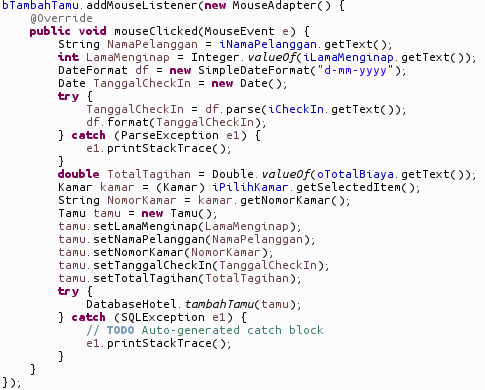 bTambahTamu.addMouseListener(new MouseAdapter() {
    @Override
    public void mouseClicked(MouseEvent e) {
        String NamaPelanggan = iNamaPelanggan.getText();
        int LamaMenginap = Integer.valueOf(iLamaMenginap.getText());
        DateFormat df = new SimpleDateFormat("d-mm-yyyy");
        Date TanggalCheckIn = new Date();
        try {
            TanggalCheckIn = df.parse(iCheckIn.getText());
            df.format(TanggalCheckIn);
        } catch (ParseException e1) {
            e1.printStackTrace();
        }
        double TotalTagihan = Double.valueOf(oTotalBiaya.getText());
        Kamar kamar = (Kamar) iPilihKamar.getSelectedItem();
        String NomorKamar = kamar.getNomorKamar();
        Tamu tamu = new Tamu();
        tamu.setLamaMenginap(LamaMenginap);
        tamu.setNamaPelanggan(NamaPelanggan);
        tamu.setNomorKamar(NomorKamar);
        tamu.setTanggalCheckIn(TanggalCheckIn);
        tamu.setTotalTagihan(TotalTagihan);
        try {
            DatabaseHotel.tambahTamu(tamu);
        } catch (SQLException e1) {
            // TODO Auto-generated catch block
            e1.printStackTrace();
        }
    }
});